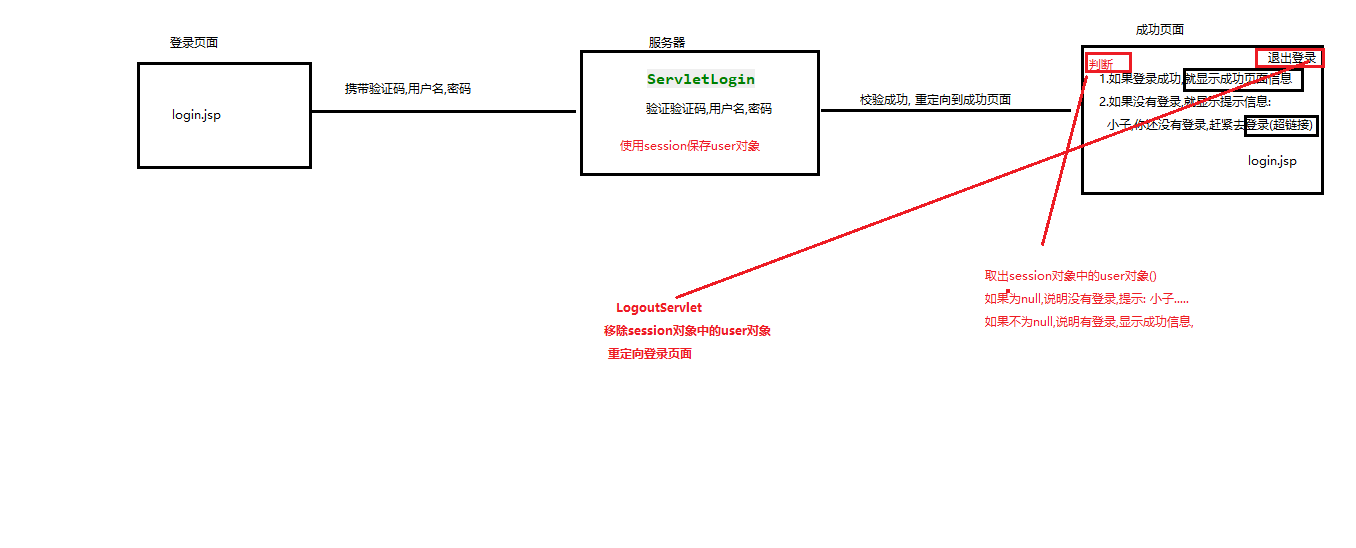 登录页面
login.jsp
携带验证码,用户名,密码
服务器
ServletLogin
验证验证码,用户名,密码
使用session保存user对象
校验成功, 重定向到成功页面
成功页面
退出登录
判断
1.如果登录成功,就显示成功页面信息
2.如果没有登录,就显示提示信息:
小子,你还没有登录,赶紧去登录(超链接)
login.jsp
取出session对象中的user对象()
如果为null,说明没有登录,提示: 小子.....
如果不为null,说明有登录,显示成功信息,
LogoutServlet
移除session对象中的user对象
重定向登录页面